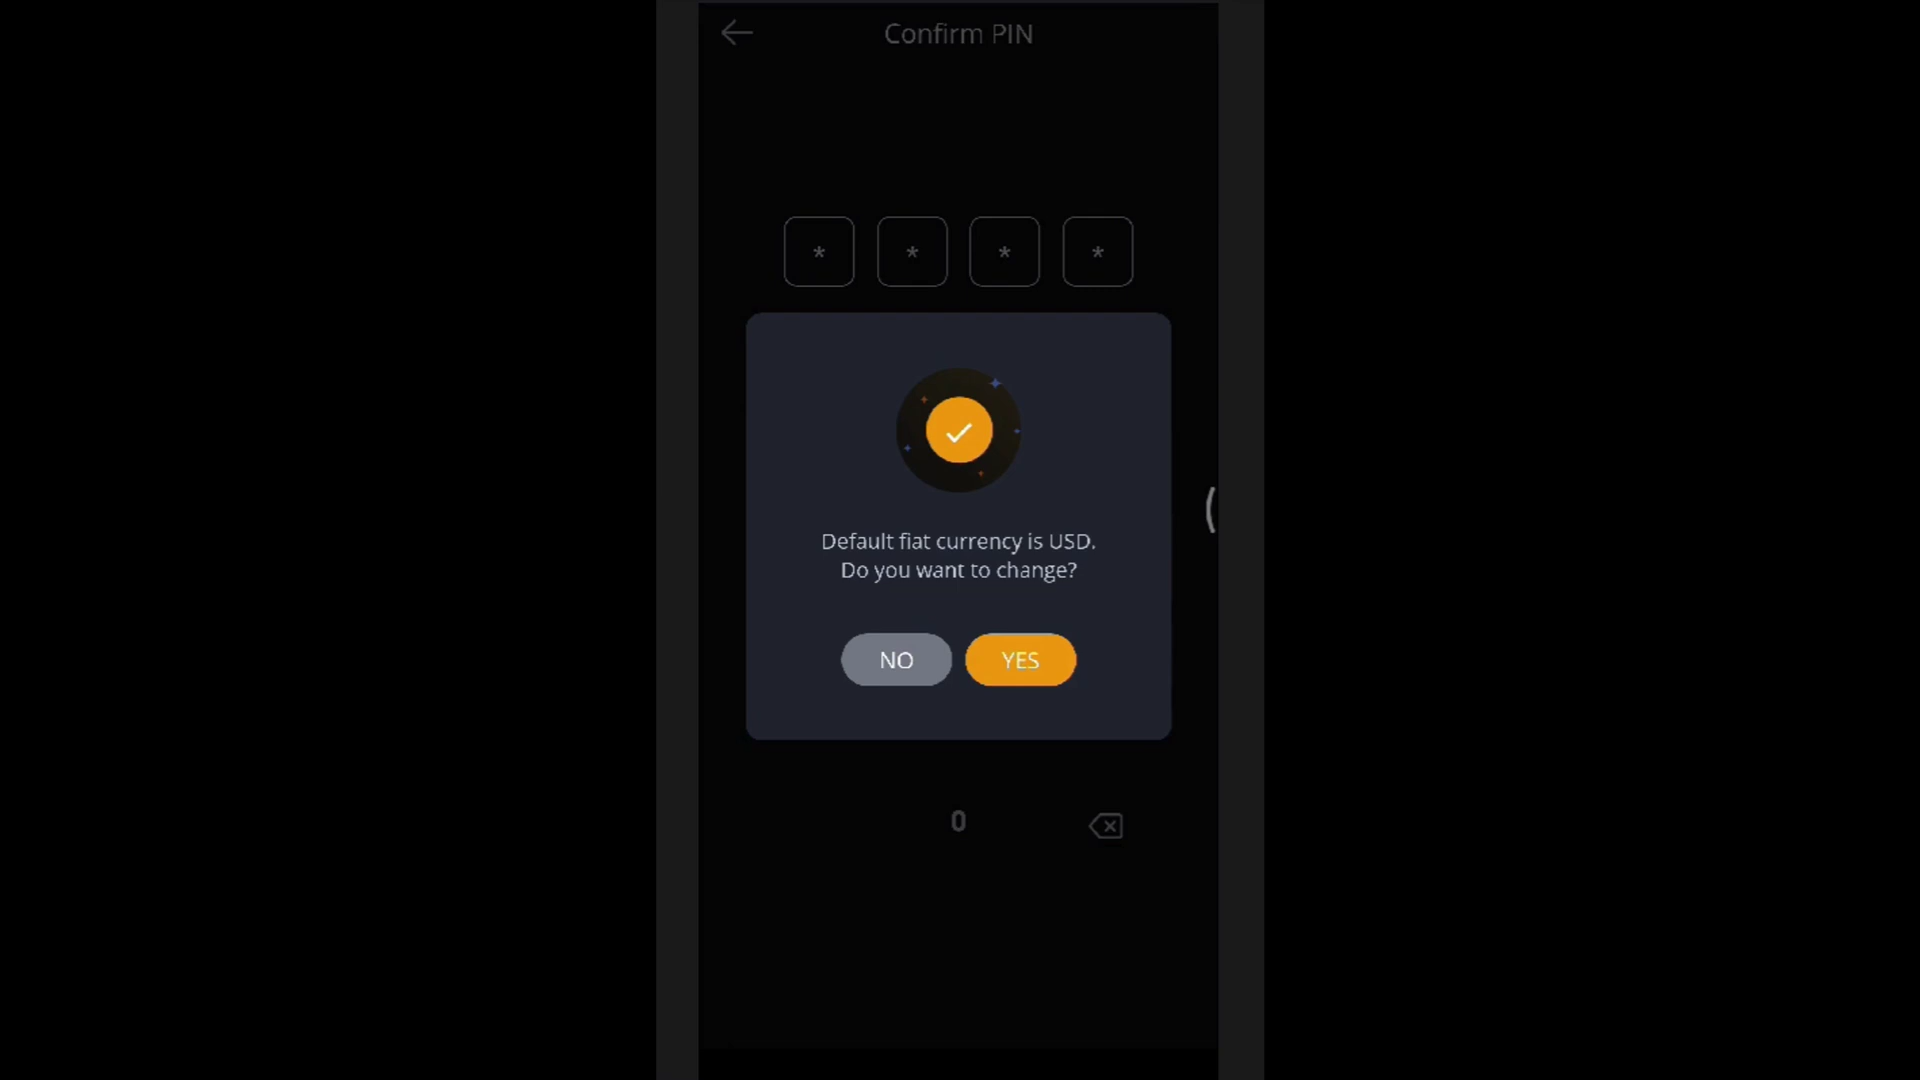 Confirm PIN
* * * *
Default fiat currency is USD.
Do you want to change?
NO YES
0